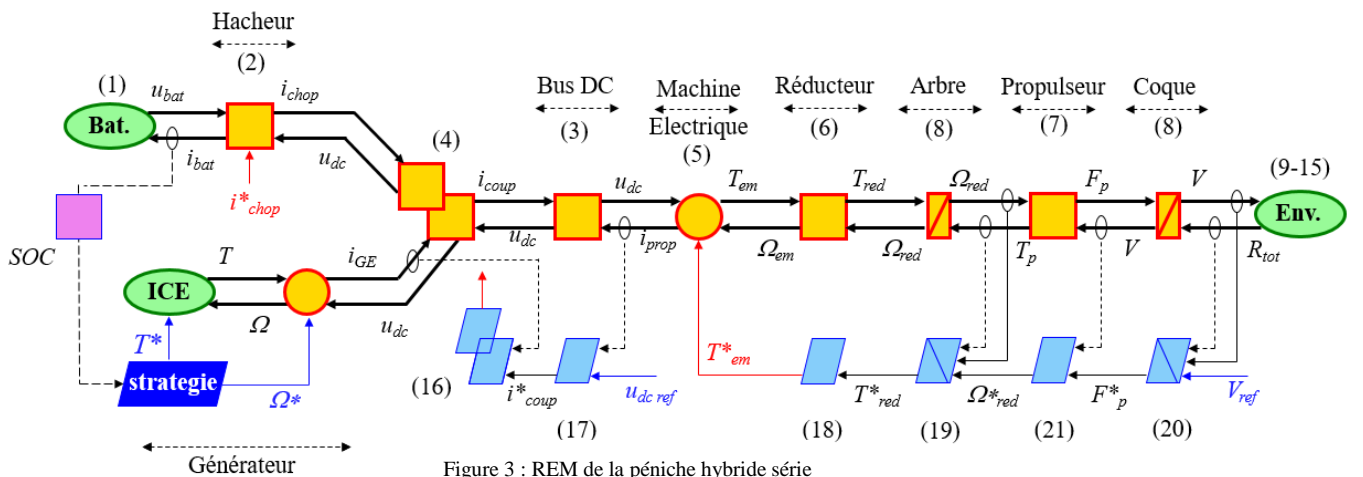 Hacheur
(2)
(1)
u_bat
i_chop
Bat.
i_bat
u_dc
i*_chop
(4)
SOC
T
i_GE
ICE
Ω
u_dc
T*
strategie
Ω*
Générateur
Bus DC
(3)
Machine
Electrique
(5)
Réducteur
(6)
Arbre
(8)
Propulseur
(7)
Coque
(8)
(9-15)
i_coup
u_dc
T_em
T_red
Ω_red
F_p
V
Env.
u_dc
i_prop
Ω_em
Ω_red
T_p
V
R_tot
(16)
i*_coup
u_dc ref
(17)
T*_em
T*_red
(18)
Ω*_red
(19)
F*_p
(21)
V_ref
(20)
Figure 3 : REM de la péniche hybride série